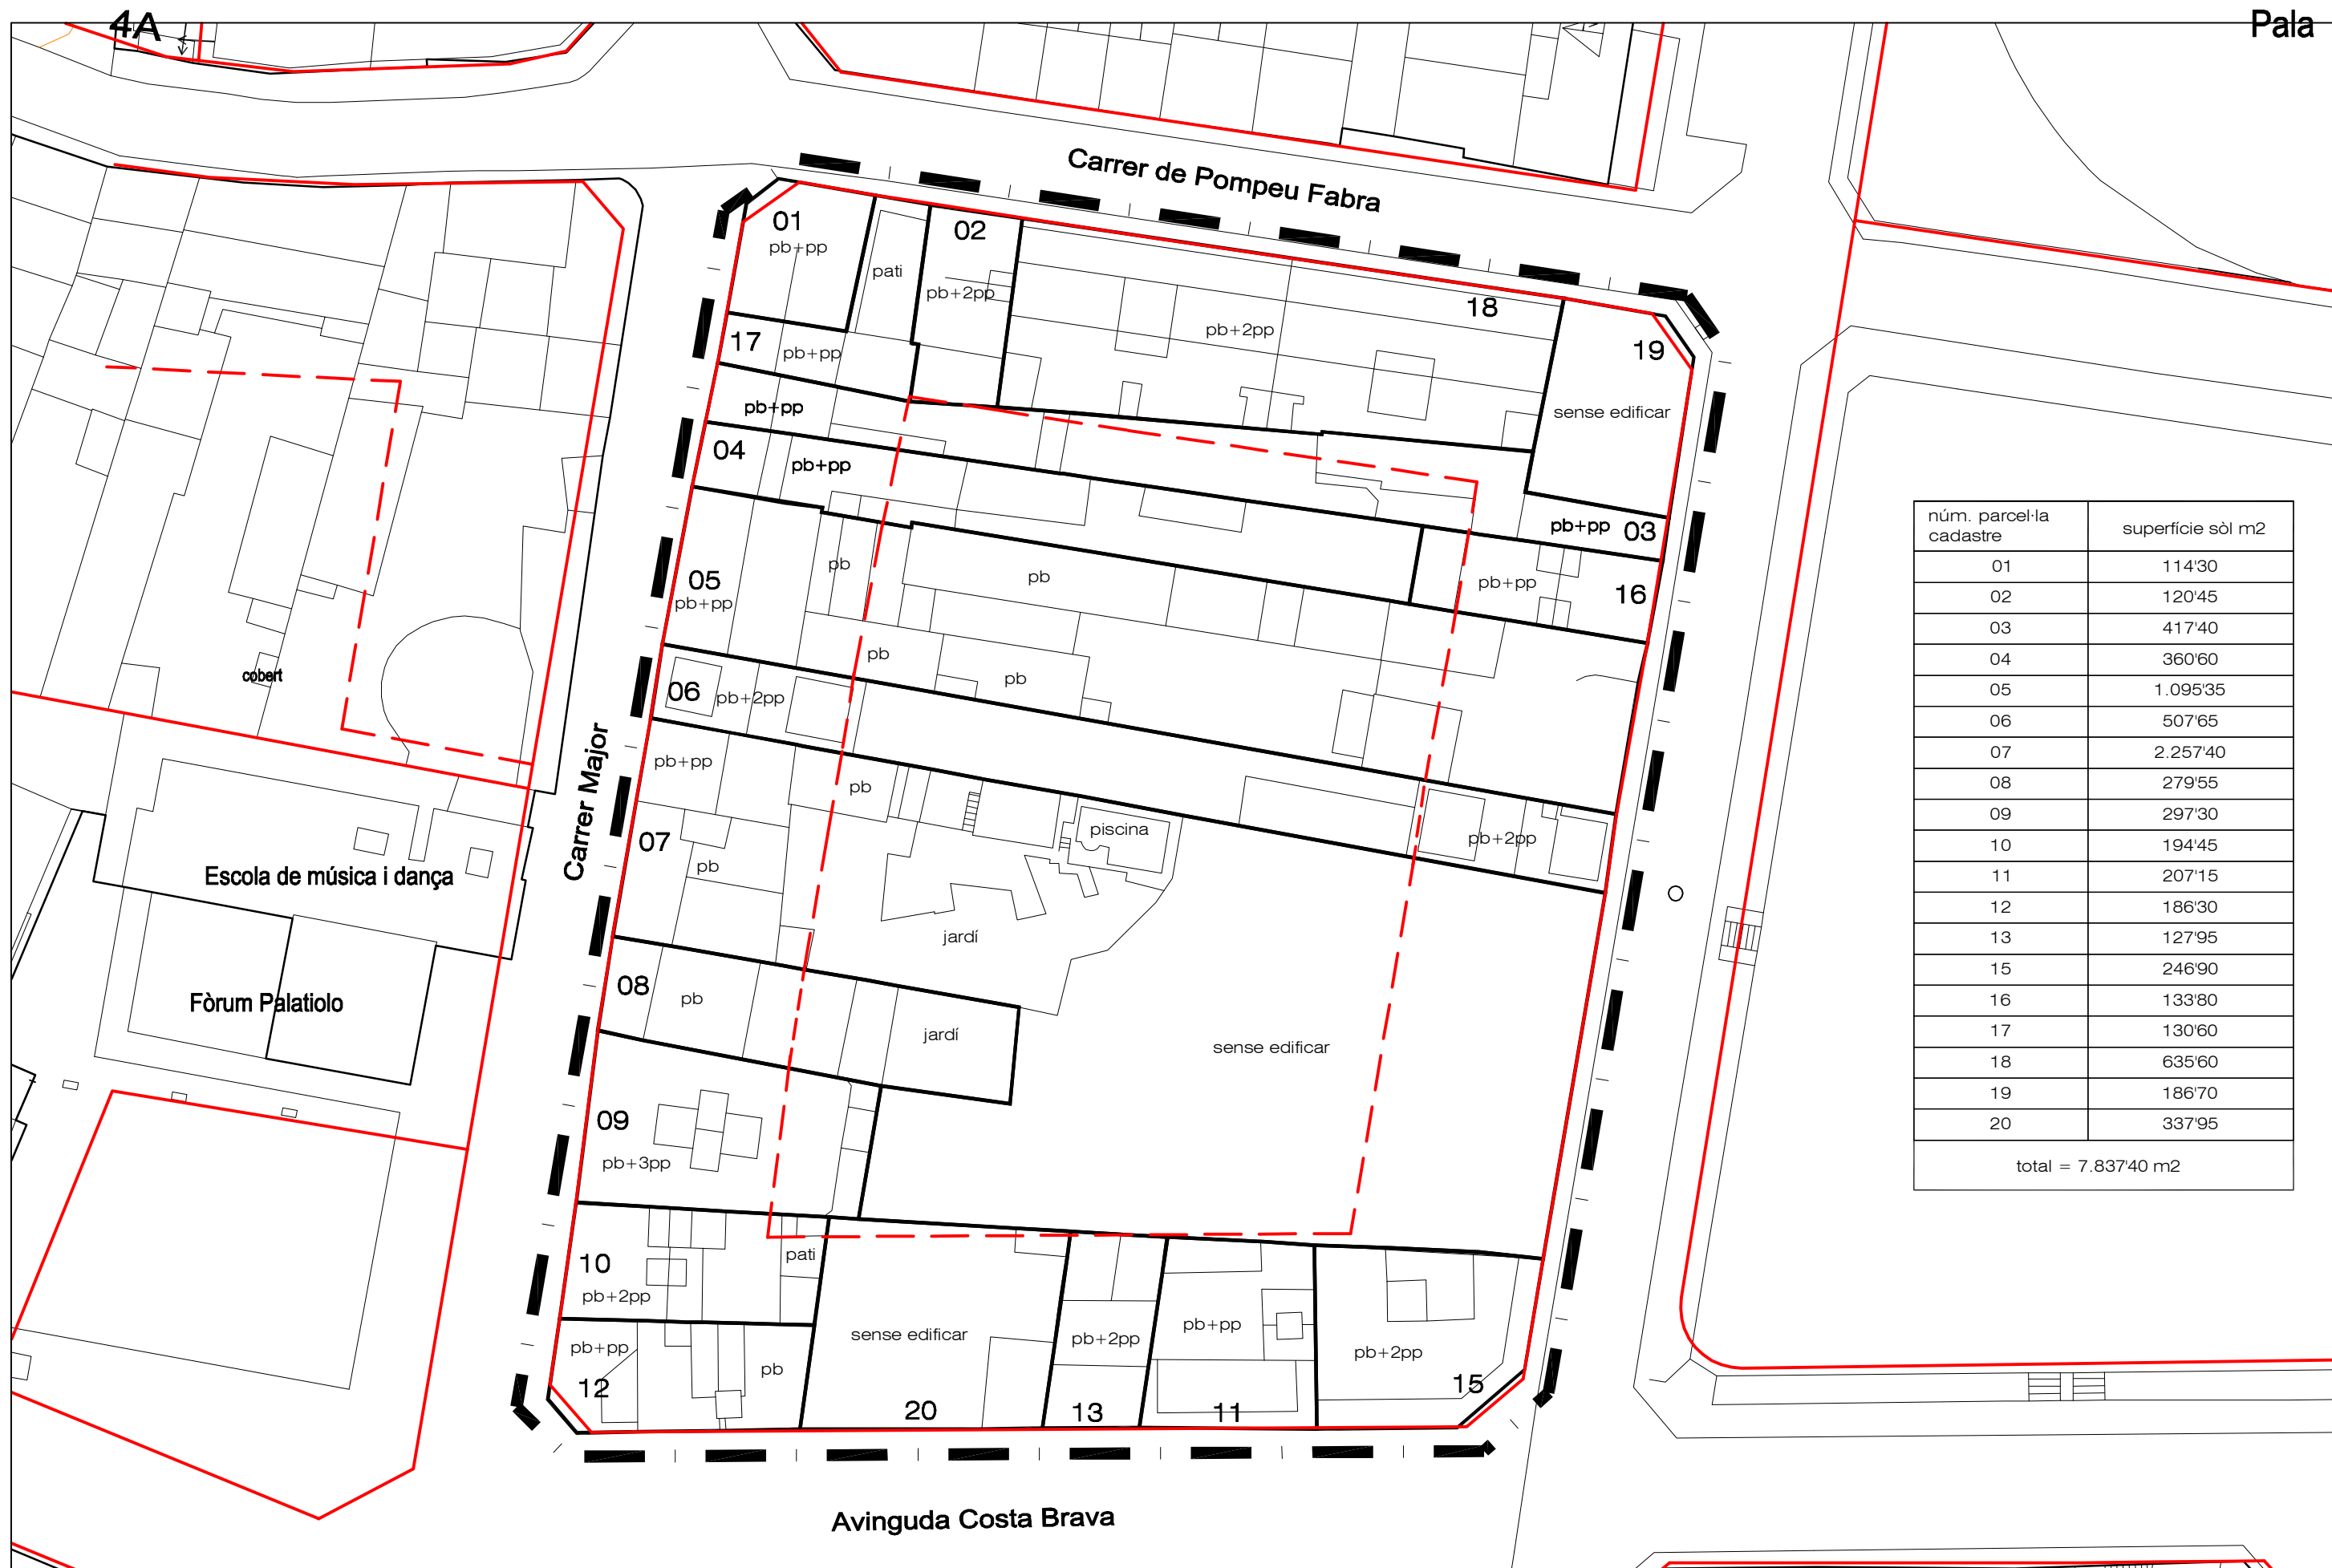 4A
Pala
Carrer de Pompeu Fabra
01
pb+pp
pati
02
pb+2pp
18
pb+2pp
19
sense edificar
17
pb+pp
pb+pp
04
pb+pp
pb+pp
03
05
pb+pp
pb
pb
pb+pp
16
pb
pb
06
pb+2pp
cobert
Carrer Major
pb+pp
pb
piscina
pb+2pp
07
pb
jardí
Escola de música i dança
Fòrum Palatiolo
08
pb
jardí
sense edificar
09
pb+3pp
10
pb+2pp
pati
pb+pp
12
pb
sense edificar
20
pb+2pp
13
pb+pp
11
pb+2pp
15
Avinguda Costa Brava
núm. parcel·la
cadastre
superfície sòl m2
01 114'30
02 120'45
03 417'40
04 360'60
05 1.095'35
06 507'65
07 2.257'40
08 279'55
09 297'30
10 194'45
11 207'15
12 186'30
13 127'95
15 246'90
16 133'80
17 130'60
18 635'60
19 186'70
20 337'95
total = 7.837'40 m2